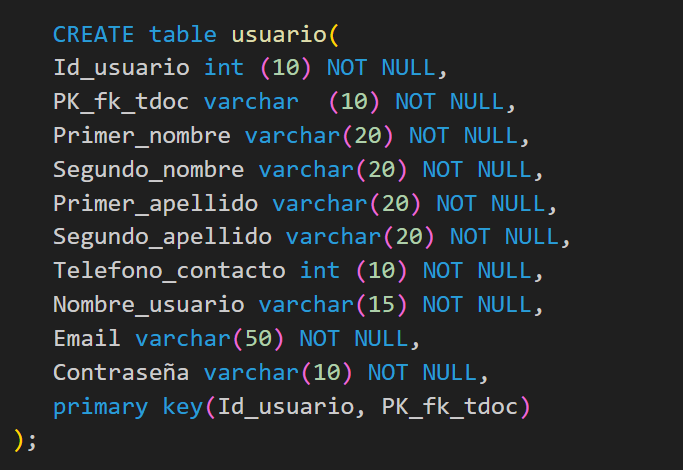 CREATE table usuario(
Id_usuario int (10) NOT NULL,
PK_fk_tdoc varchar  (10) NOT NULL,
Primer_nombre varchar(20) NOT NULL,
Segundo_nombre varchar(20) NOT NULL,
Primer_apellido varchar(20) NOT NULL,
Segundo_apellido varchar(20) NOT NULL,
Telefono_contacto int (10) NOT NULL,
Nombre_usuario varchar(15) NOT NULL,
Email varchar(50) NOT NULL,
Contraseña varchar(10) NOT NULL,
primary key(Id_usuario, PK_fk_tdoc)
);